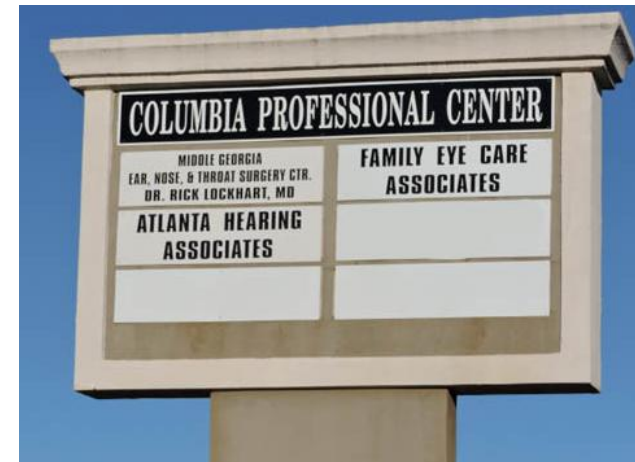 COLUMBIA PROFESSIONAL CENTER
MIDDLE GEORGIA
EAR, NOSE, & THROAT SURGERY CTR.
DR. RICK LOCKHART, MD
ATLANTA HEARING
ASSOCIATES
FAMILY EYE CARE
ASSOCIATES